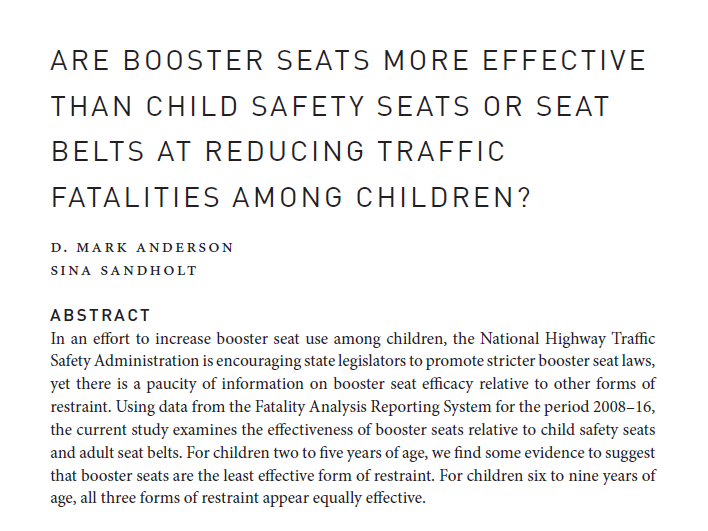 ARE BOOSTER SEATS MORE EFFECTIVE
THAN CHILD SAFETY SEATS OR SEAT
BELTS AT REDUCING TRAFFIC
FATALITIES AMONG CHILDREN?
D. MARK ANDERSON
SINA SANDHOLT
ABSTRACT
In an effort to increase booster seat use among children, the National Highway Traffic
Safety Administration is encouraging state legislators to promote stricter booster seat laws,
yet there is a paucity of information on booster seat efficacy relative to other forms of
restraint. Using data from the Fatality Analysis Reporting System for the period 2008–16,
the current study examines the effectiveness of booster seats relative to child safety seats
and adult seat belts. For children two to five years of age, we find some evidence to suggest
that booster seats are the least effective form of restraint. For children six to nine years of
age, all three forms of restraint appear equally effective.